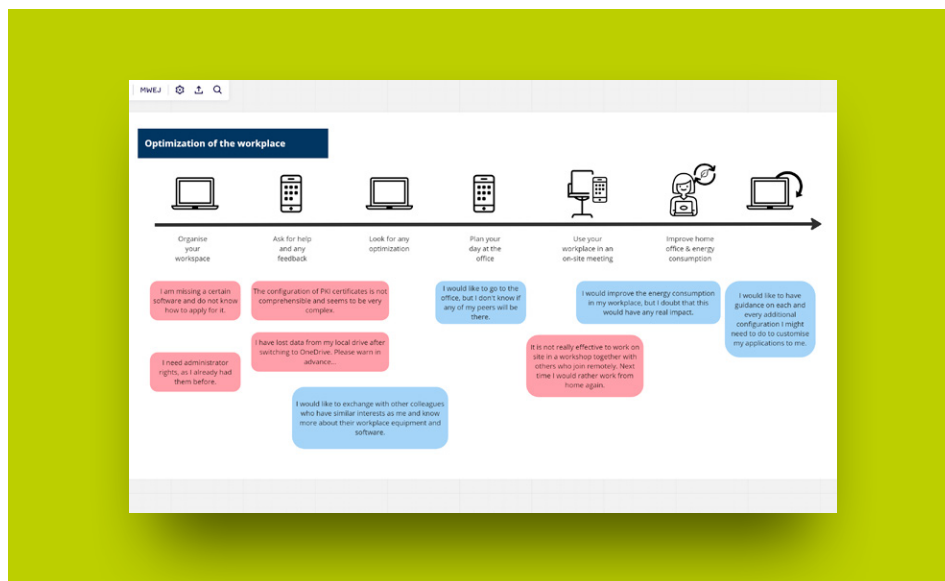 MWEJ
Optimization of the workplace
Organise
your
workspace
Ask for help
and any
feedback
Look for any
optimization
Plan your
day at the
office
Use your
workplace in an
on-site meeting
Improve home
office & energy
consumption
I am missing a certain
software and do not know
how to apply for it.
The configuration of PKI certificates is not
comprehensible and seems to be very
complex.
I would like to go to the
office, but I don't know if
any of my peers will be
there.
I would improve the energy consumption
in my workplace, but I doubt that this
would have any real impact.
I would like to have
guidance on each and
every additional
configuration I might
need to do to customise
my applications to me.
I need administrator
rights, as I already had
them before.
I have lost data from my local drive after
switching to OneDrive. Please warn in
advance...
It is not really effective to work on
site in a workshop together with
others who join remotely. Next
time I would rather work from
home again.
I would like to exchange with other colleagues
who have similar interests as me and know
more about their workplace equipment and
software.